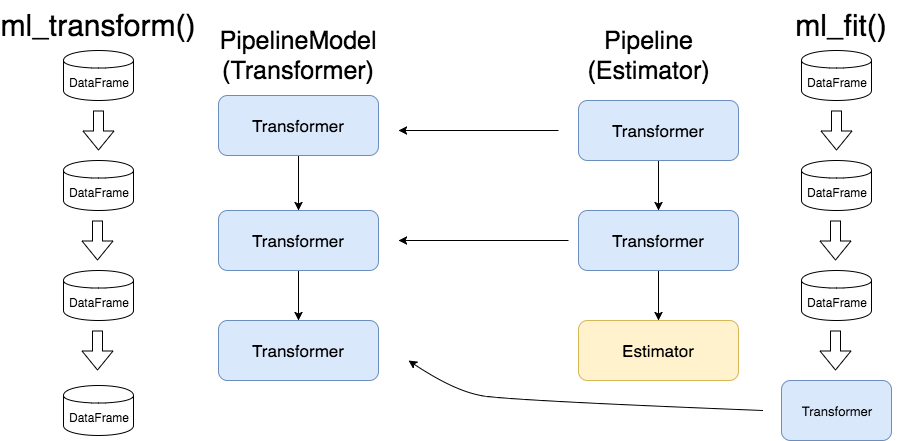 ml_transform()
DataFrame
DataFrame
DataFrame
DataFrame
PipelineModel
(Transformer)
Transformer
Transformer
Transformer
Pipeline
(Estimator)
Transformer
Transformer
Estimator
ml_fit()
DataFrame
DataFrame
DataFrame
Transformer